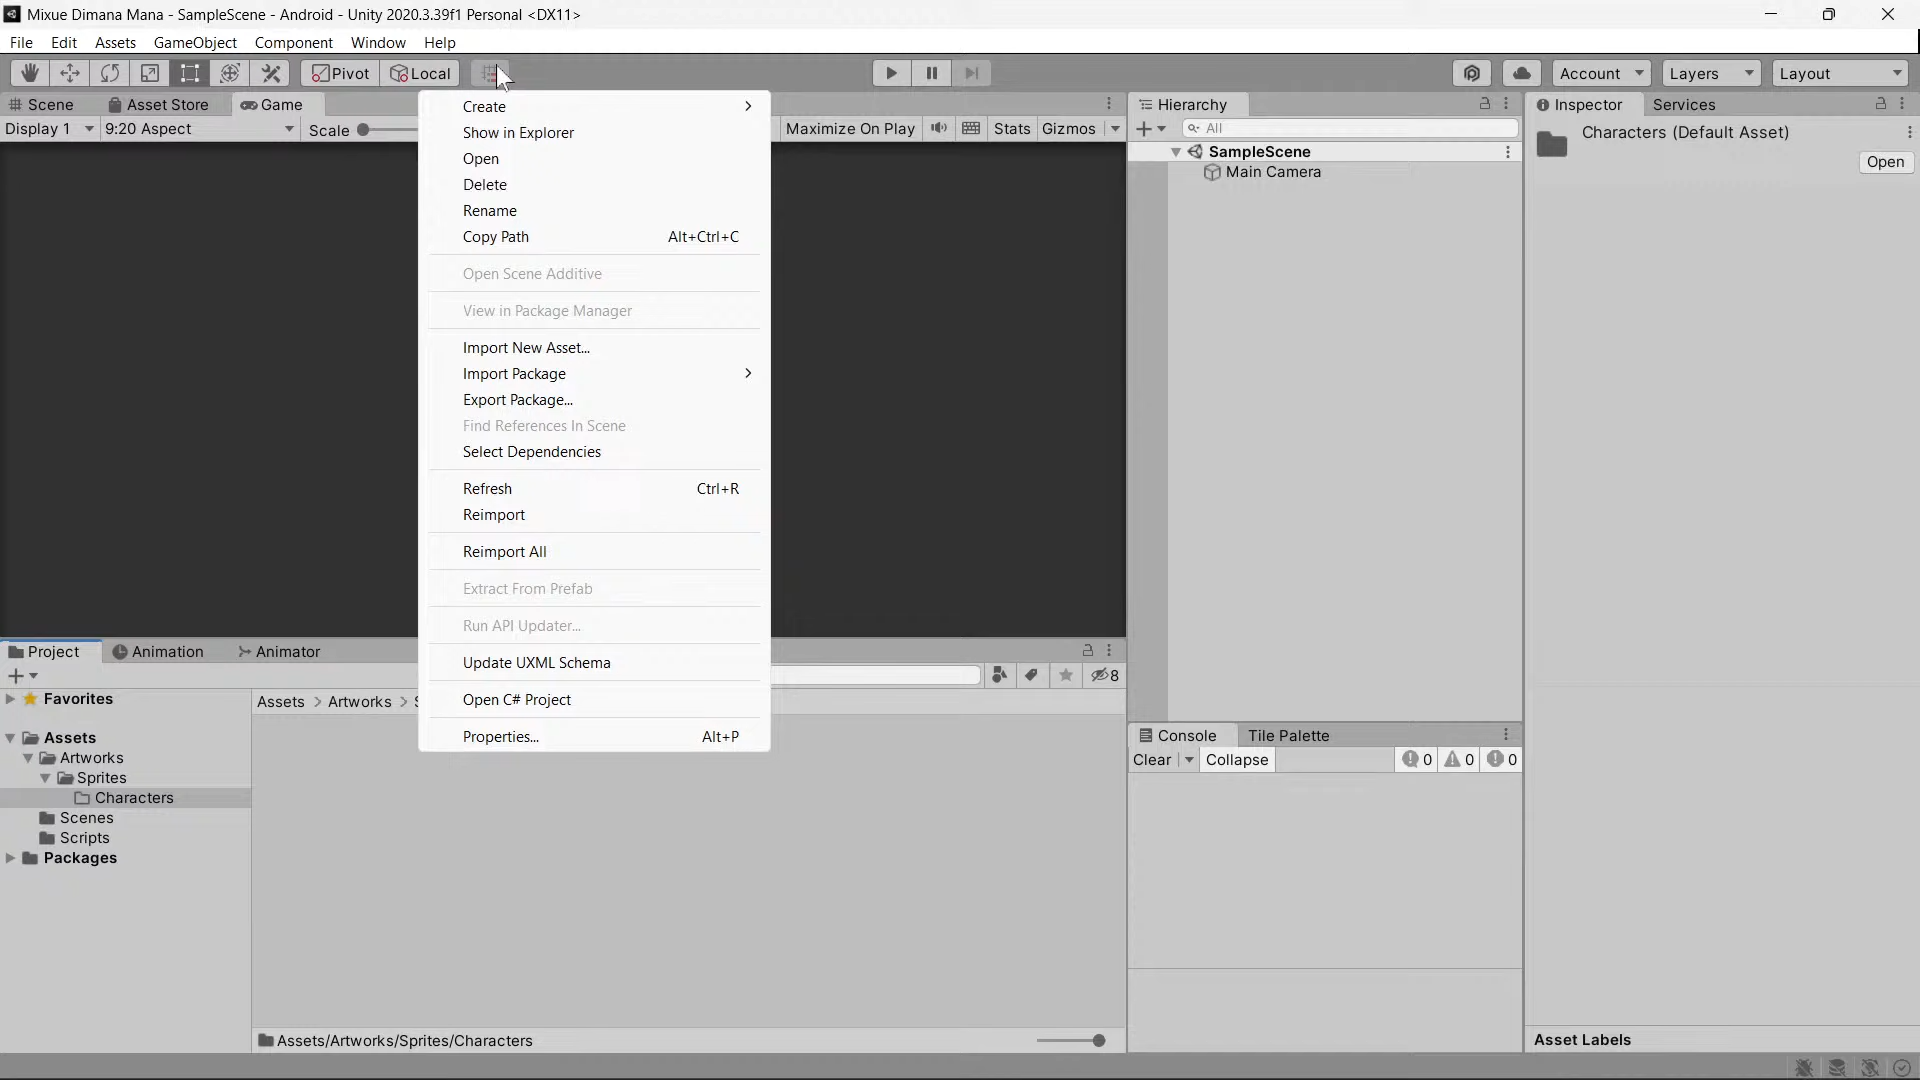 Mixue Dimana Mana - SampleScene - Android - Unity 2020.3.39f1 Personal <DX11>
File Edit Assets GameObject Component Window Help
Pivot Local Account Layers Layout
Scene Asset Store Game
Display 1 9:20 Aspect Scale Maximize On Play Stats Gizmos
Create
Show in Explorer
Open
Delete
Rename
Copy Path Alt+Ctrl+C
Open Scene Additive
View in Package Manager
Import New Asset...
Import Package
Export Package...
Find References In Scene
Select Dependencies
Refresh Ctrl+R
Reimport
Reimport All
Extract From Prefab
Run API Updater...
Update UXML Schema
Open C# Project
Properties... Alt+P
Hierarchy
All
SampleScene
Main Camera
Inspector Services
Characters (Default Asset)
Open
Project Animation Animator
8
Favorites
Assets
Artworks
Sprites
Characters
Scenes
Scripts
Packages
Assets > Artworks >
Assets/Artworks/Sprites/Characters
Console Tile Palette
Clear Collapse 0 0 0
Asset Labels